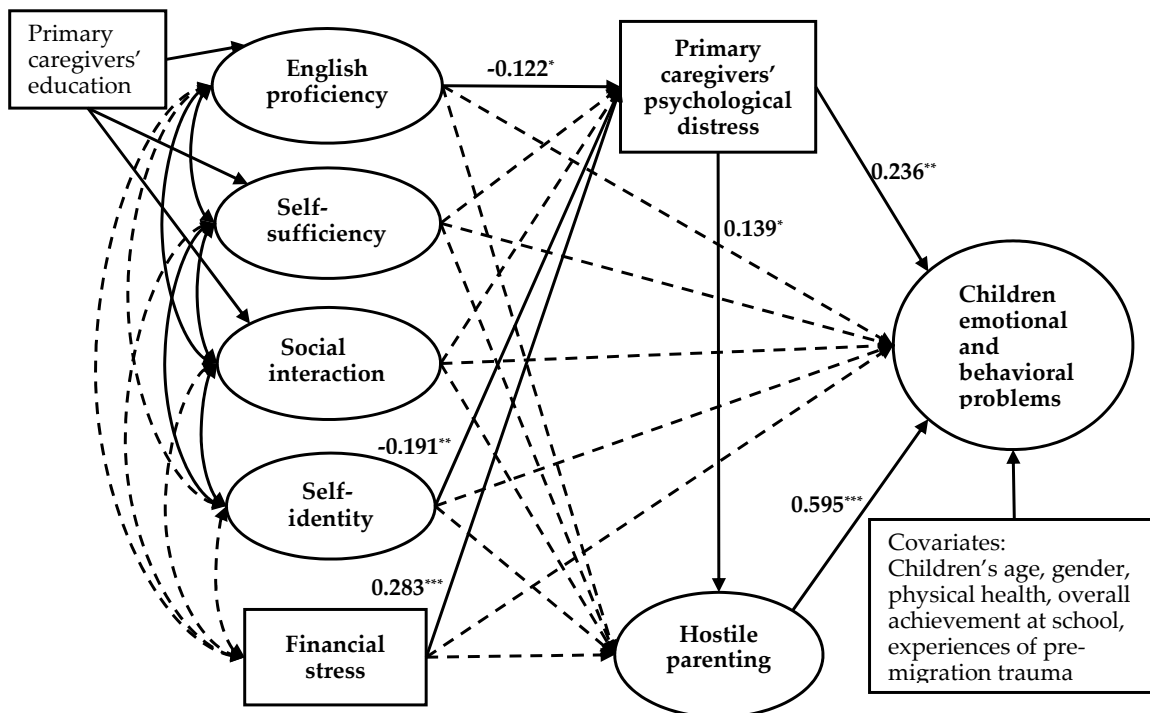 Primary
caregivers'
education
English
proficiency
-0.122*
Primary
caregivers'
psychological
distress
0.236**
Self-
sufficiency
0.139*
Social
interaction
Children
emotional
and
behavioral
problems
-0.191**
Self-
identity
0.595***
0.283***
Financial
stress
Hostile
parenting
Covariates:
Children's age, gender,
physical health, overall
achievement at school,
experiences of pre-
migration trauma